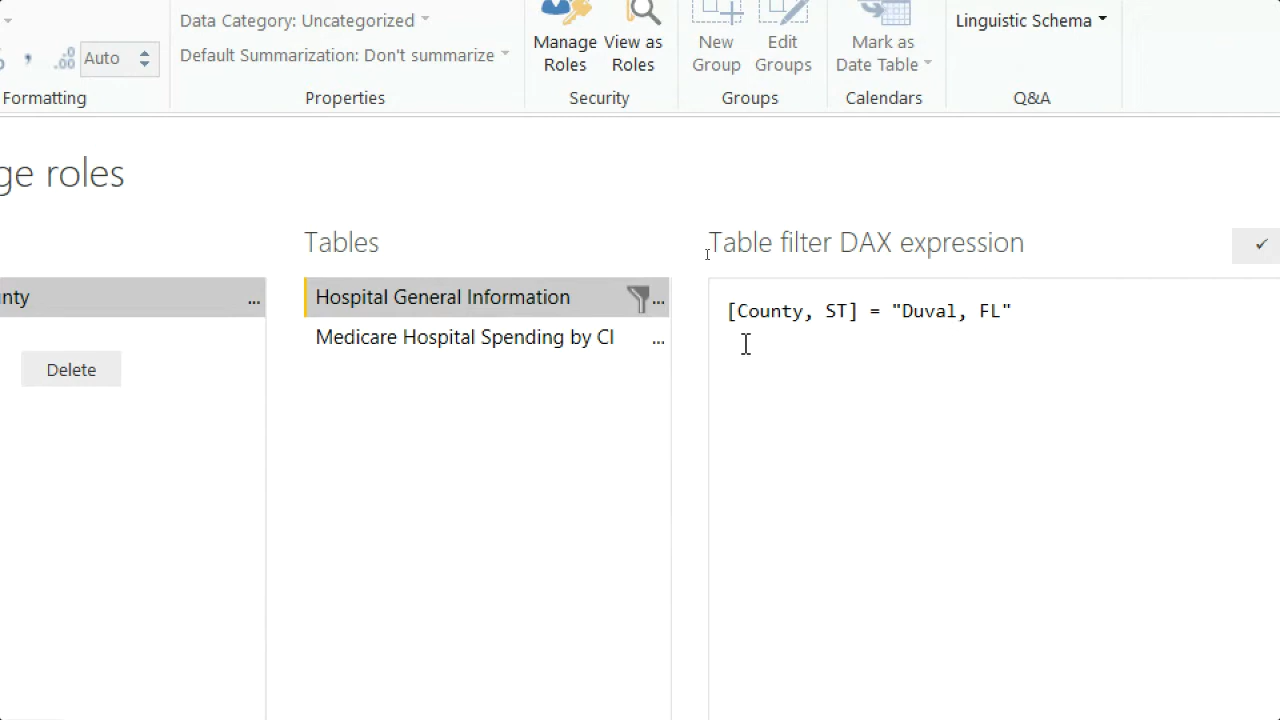 Data Category: Uncategorized
Auto
Default Summarization: Don't summarize
Manage Roles
View as Roles
New Group
Edit Groups
Mark as Date Table
Linguistic Schema
Formatting
Properties
Security
Groups
Calendars
Q&A
ge roles
Tables
Table filter DAX expression
nty
...
Hospital General Information
...
[County, ST] = "Duval, FL"
Medicare Hospital Spending by Cl
...
Delete